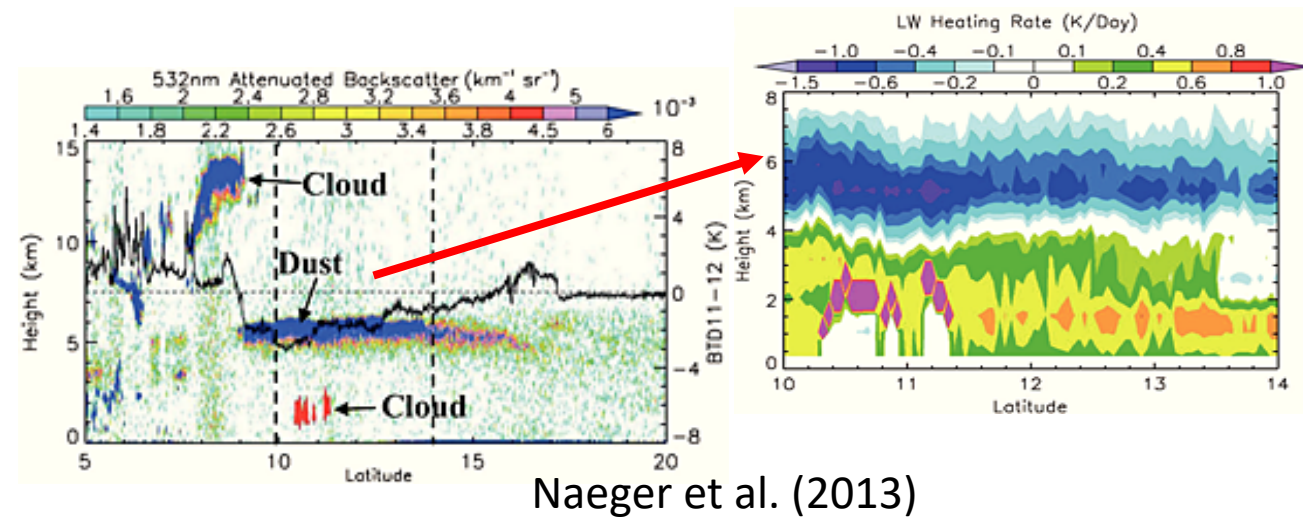 532nm Attenuated Backscatter (km⁻¹ sr⁻¹)
1.6 2 2.4 2.8 3.2 3.6 4 5 10⁻³
1.4 1.8 2.2 2.6 3 3.4 3.8 4.5 6
15
10
5
0
Height (km)
Cloud
Dust
Cloud
8
4
0
−4
−8
BTD11−12 (K)
5 10 15 20
Latitude
LW Heating Rate (K/Day)
−1.0 −0.4 −0.1 0.1 0.4 0.8
−1.5 −0.6 −0.2 0 0.2 0.6 1.0
8
6
4
2
0
Height (km)
10 11 12 13 14
Latitude
Naeger et al. (2013)